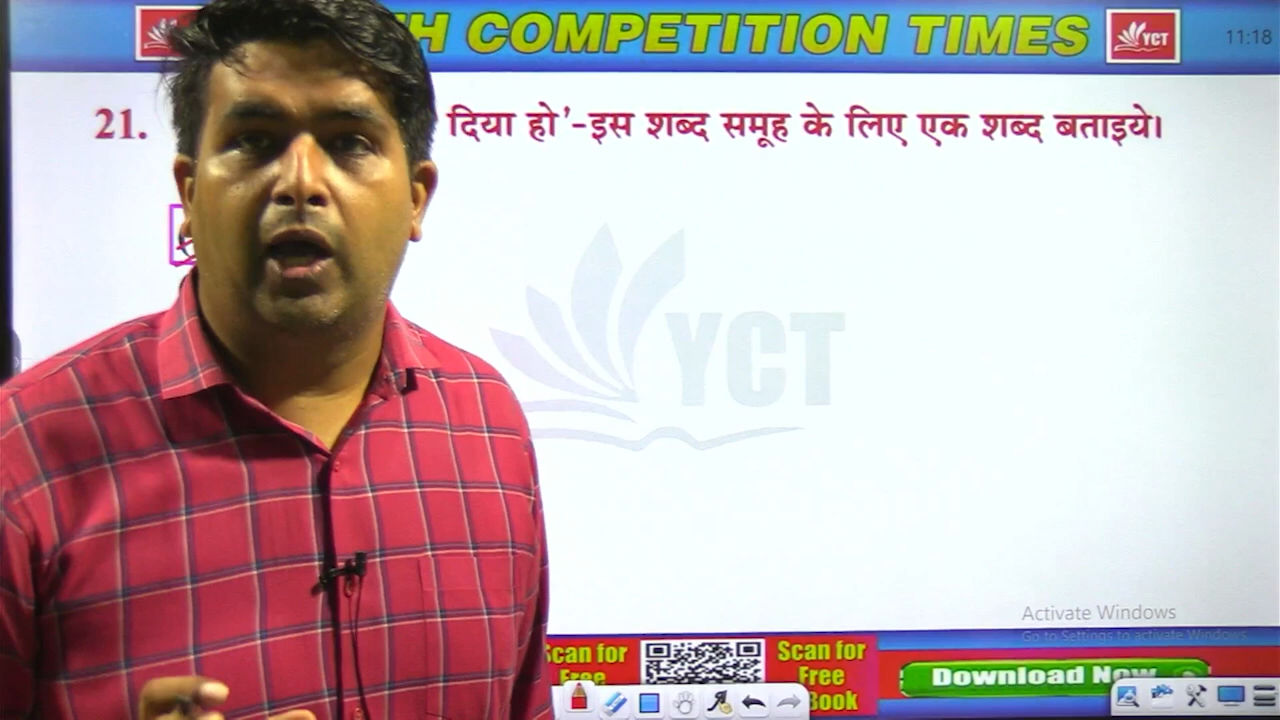 H COMPETITION TIMES
YCT
11:18
21. दिया हो'-इस शब्द समूह के लिए एक शब्द बताइये।
YCT
Activate Windows
Go to Settings to activate Windows.
Scan for
Free
Scan for
Free
Book
Download Now